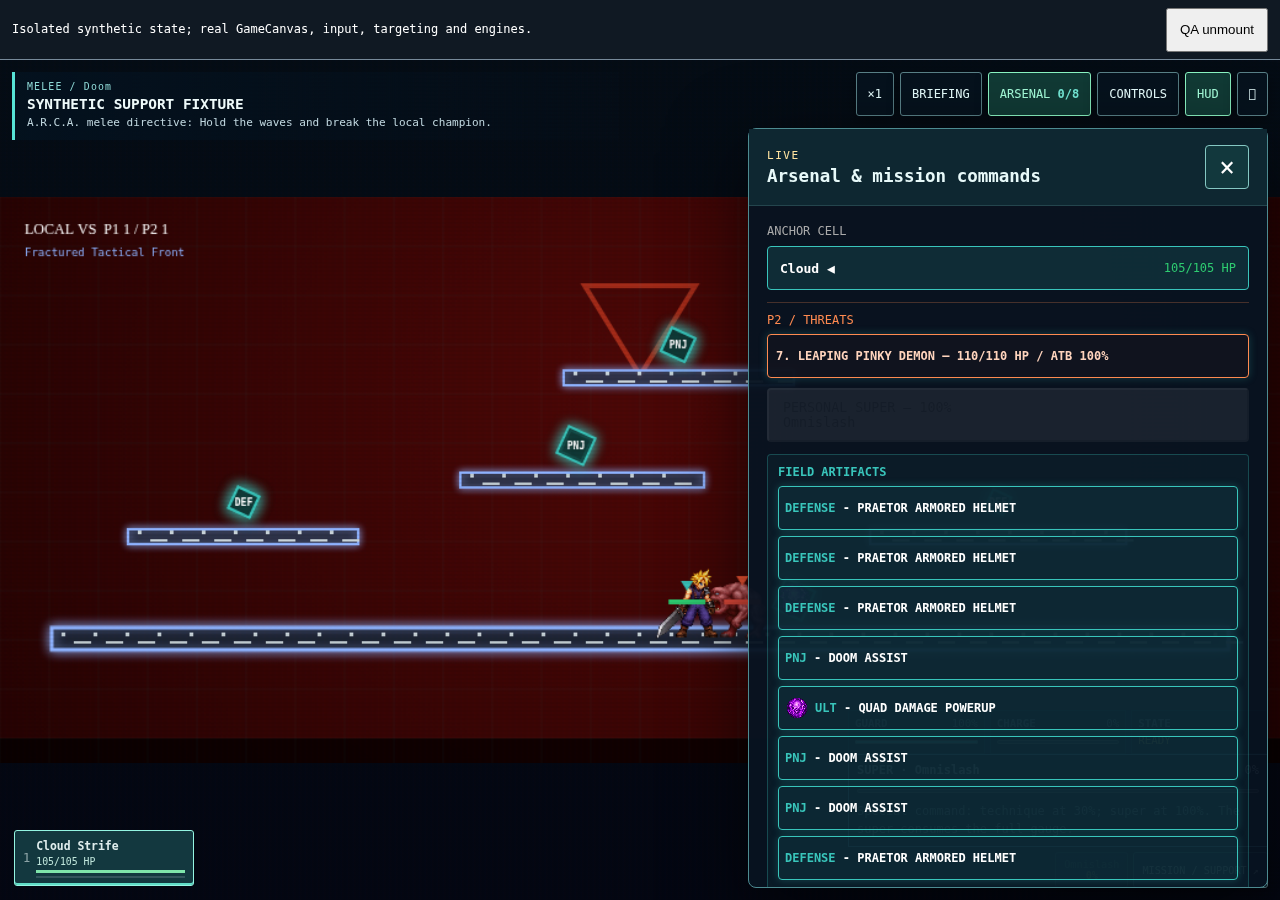 Isolated synthetic state; real GameCanvas, input, targeting and engines.
QA unmount
MELEE / Doom
SYNTHETIC SUPPORT FIXTURE
A.R.C.A. melee directive: Hold the waves and break the local champion.
×1
BRIEFING
ARSENAL 0/8
CONTROLS
HUD
LIVE
Arsenal & mission commands
×
ANCHOR CELL
Cloud ◀
105/105 HP
P2 / THREATS
7. LEAPING PINKY DEMON — 110/110 HP / ATB 100%
PERSONAL SUPER — 100%
Omnislash
FIELD ARTIFACTS
DEFENSE - PRAETOR ARMORED HELMET
DEFENSE - PRAETOR ARMORED HELMET
DEFENSE - PRAETOR ARMORED HELMET
PNJ - DOOM ASSIST
ULT - QUAD DAMAGE POWERUP
PNJ - DOOM ASSIST
PNJ - DOOM ASSIST
DEFENSE - PRAETOR ARMORED HELMET
LOCAL VS P1 1 / P2 1
Fractured Tactical Front
PNJ
PNJ
DEF
1
Cloud Strife
105/105 HP